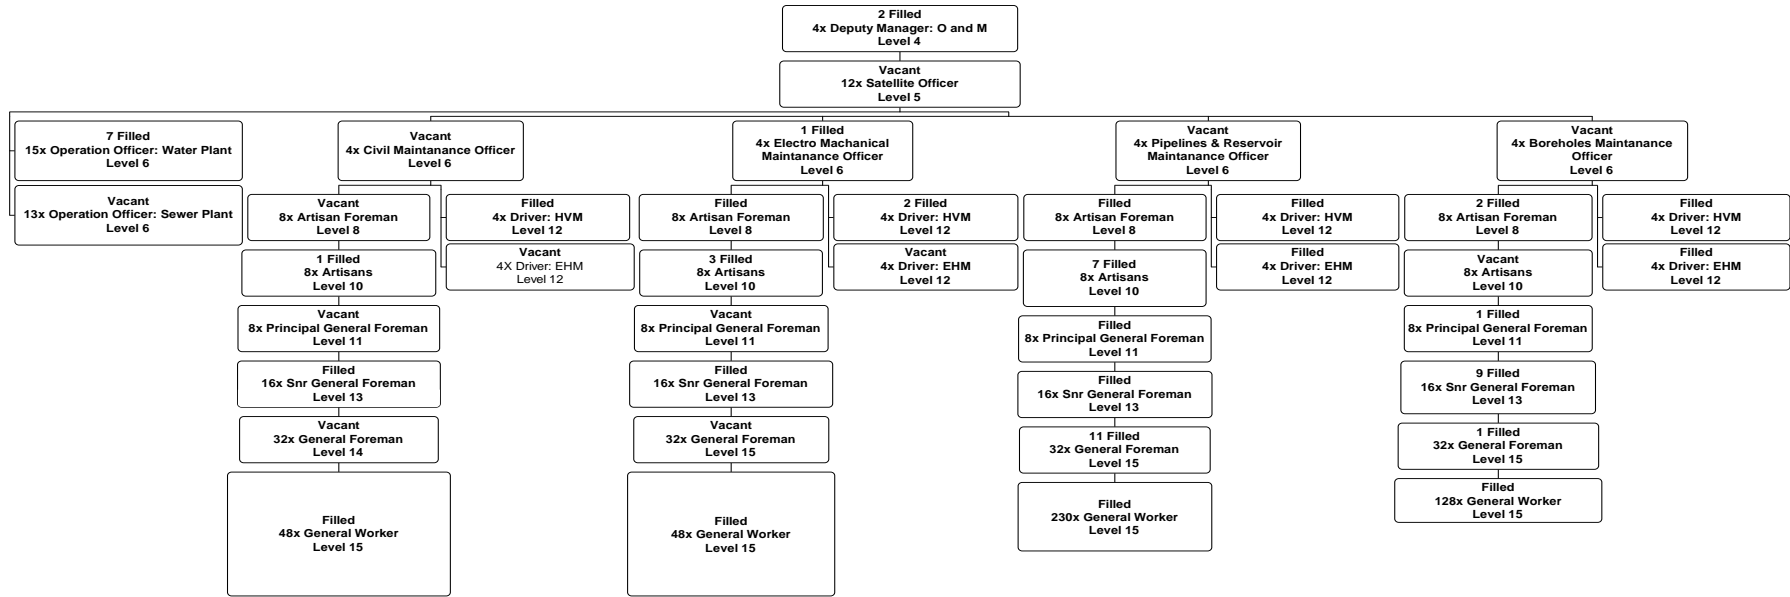 2 Filled
4x Deputy Manager: O and M
Level 4
Vacant
12x Satellite Officer
Level 5
7 Filled
15x Operation Officer: Water Plant
Level 6
Vacant
13x Operation Officer: Sewer Plant
Level 6
Vacant
4x Civil Maintanance Officer
Level 6
Vacant
8x Artisan Foreman
Level 8
Filled
4x Driver: HVM
Level 12
1 Filled
8x Artisans
Level 10
Vacant
4X Driver: EHM
Level 12
Vacant
8x Principal General Foreman
Level 11
Filled
16x Snr General Foreman
Level 13
Vacant
32x General Foreman
Level 14
Filled
48x General Worker
Level 15
1 Filled
4x Electro Machanical
Maintanance Officer
Level 6
Filled
8x Artisan Foreman
Level 8
2 Filled
4x Driver: HVM
Level 12
3 Filled
8x Artisans
Level 10
Vacant
4x Driver: EHM
Level 12
Vacant
8x Principal General Foreman
Level 11
Filled
16x Snr General Foreman
Level 13
Vacant
32x General Foreman
Level 15
Filled
48x General Worker
Level 15
Vacant
4x Pipelines & Reservoir
Maintanance Officer
Level 6
Filled
8x Artisan Foreman
Level 8
Filled
4x Driver: HVM
Level 12
7 Filled
8x Artisans
Level 10
Filled
4x Driver: EHM
Level 12
Filled
8x Principal General Foreman
Level 11
Filled
16x Snr General Foreman
Level 13
11 Filled
32x General Foreman
Level 15
Filled
230x General Worker
Level 15
Vacant
4x Boreholes Maintanance
Officer
Level 6
2 Filled
8x Artisan Foreman
Level 8
Filled
4x Driver: HVM
Level 12
Vacant
8x Artisans
Level 10
Filled
4x Driver: EHM
Level 12
1 Filled
8x Principal General Foreman
Level 11
9 Filled
16x Snr General Foreman
Level 13
1 Filled
32x General Foreman
Level 15
Filled
128x General Worker
Level 15